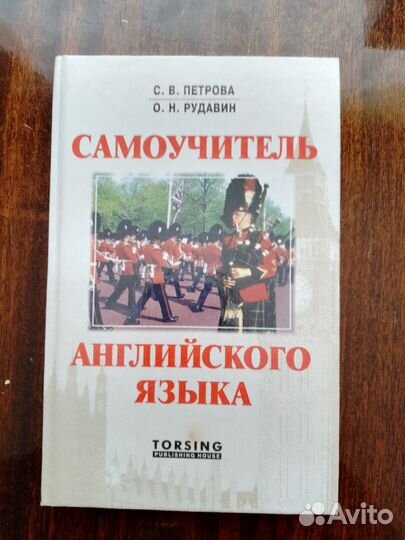 С. В. ПЕТРОВА
О. Н. РУДАВИН
САМОУЧИТЕЛЬ
АНГЛИЙСКОГО
ЯЗЫКА
TORSING
PUBLISHING HOUSE
Avito